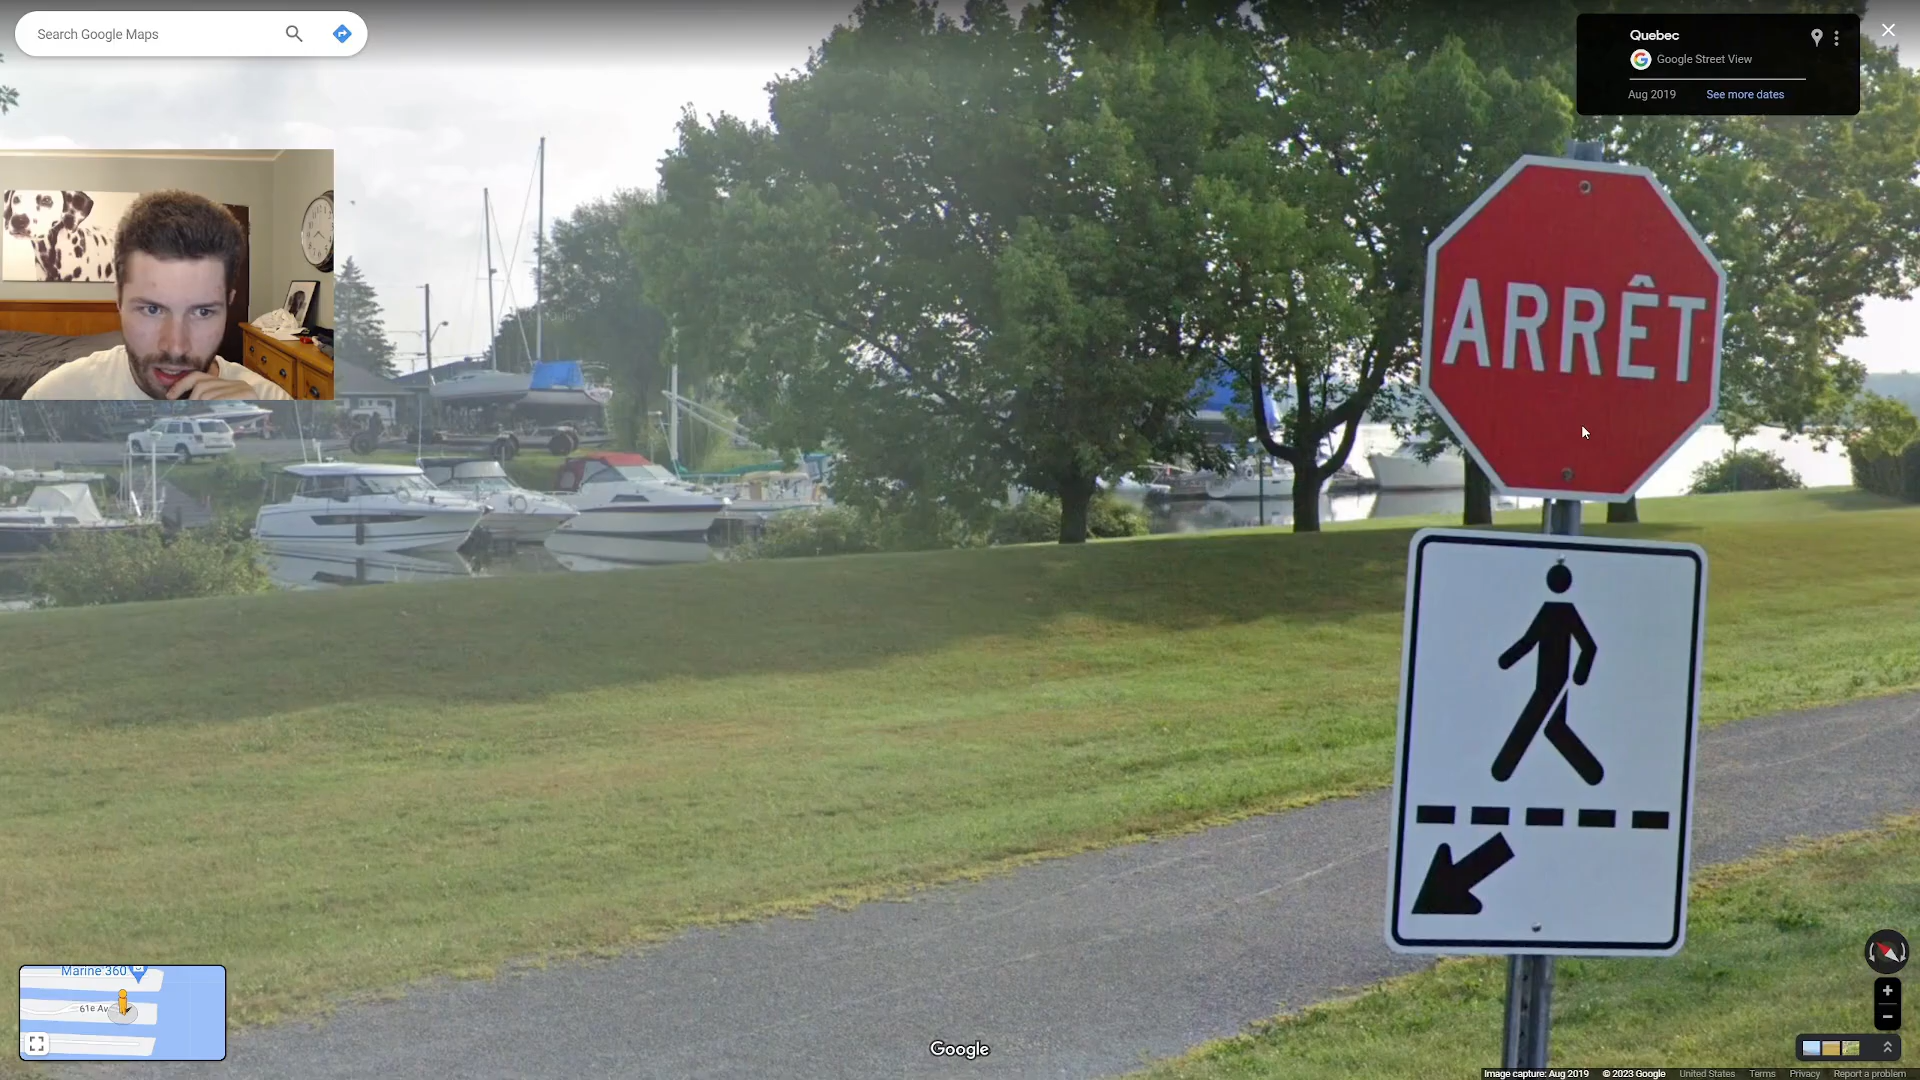 Search Google Maps
Quebec
Google Street View
Aug 2019 See more dates
ARRÊT
Marine 360
61e Av
Google
Image capture: Aug 2019 © 2023 Google United States Terms Privacy Report a problem